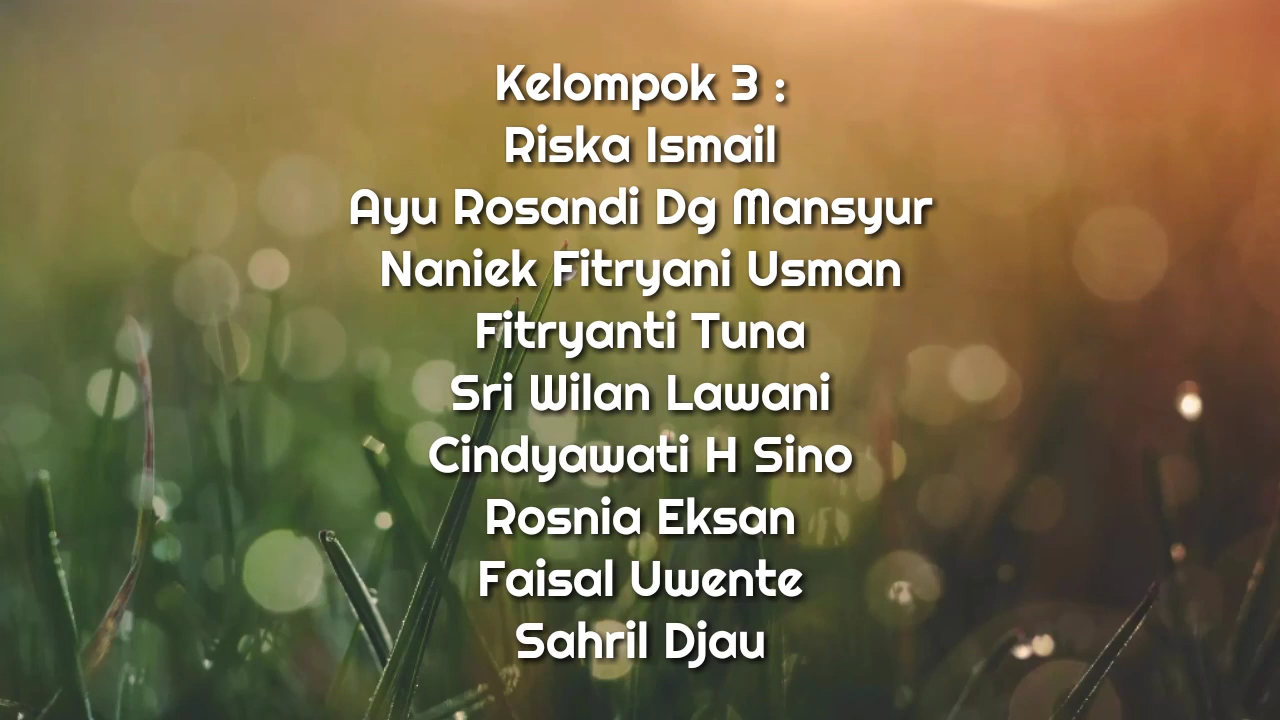 Kelompok 3 :
Riska Ismail
Ayu Rosandi Dg Mansyur
Naniek Fitryani Usman
Fitryanti Tuna
Sri Wilan Lawani
Cindyawati H Sino
Rosnia Eksan
Faisal Uwente
Sahril Djau